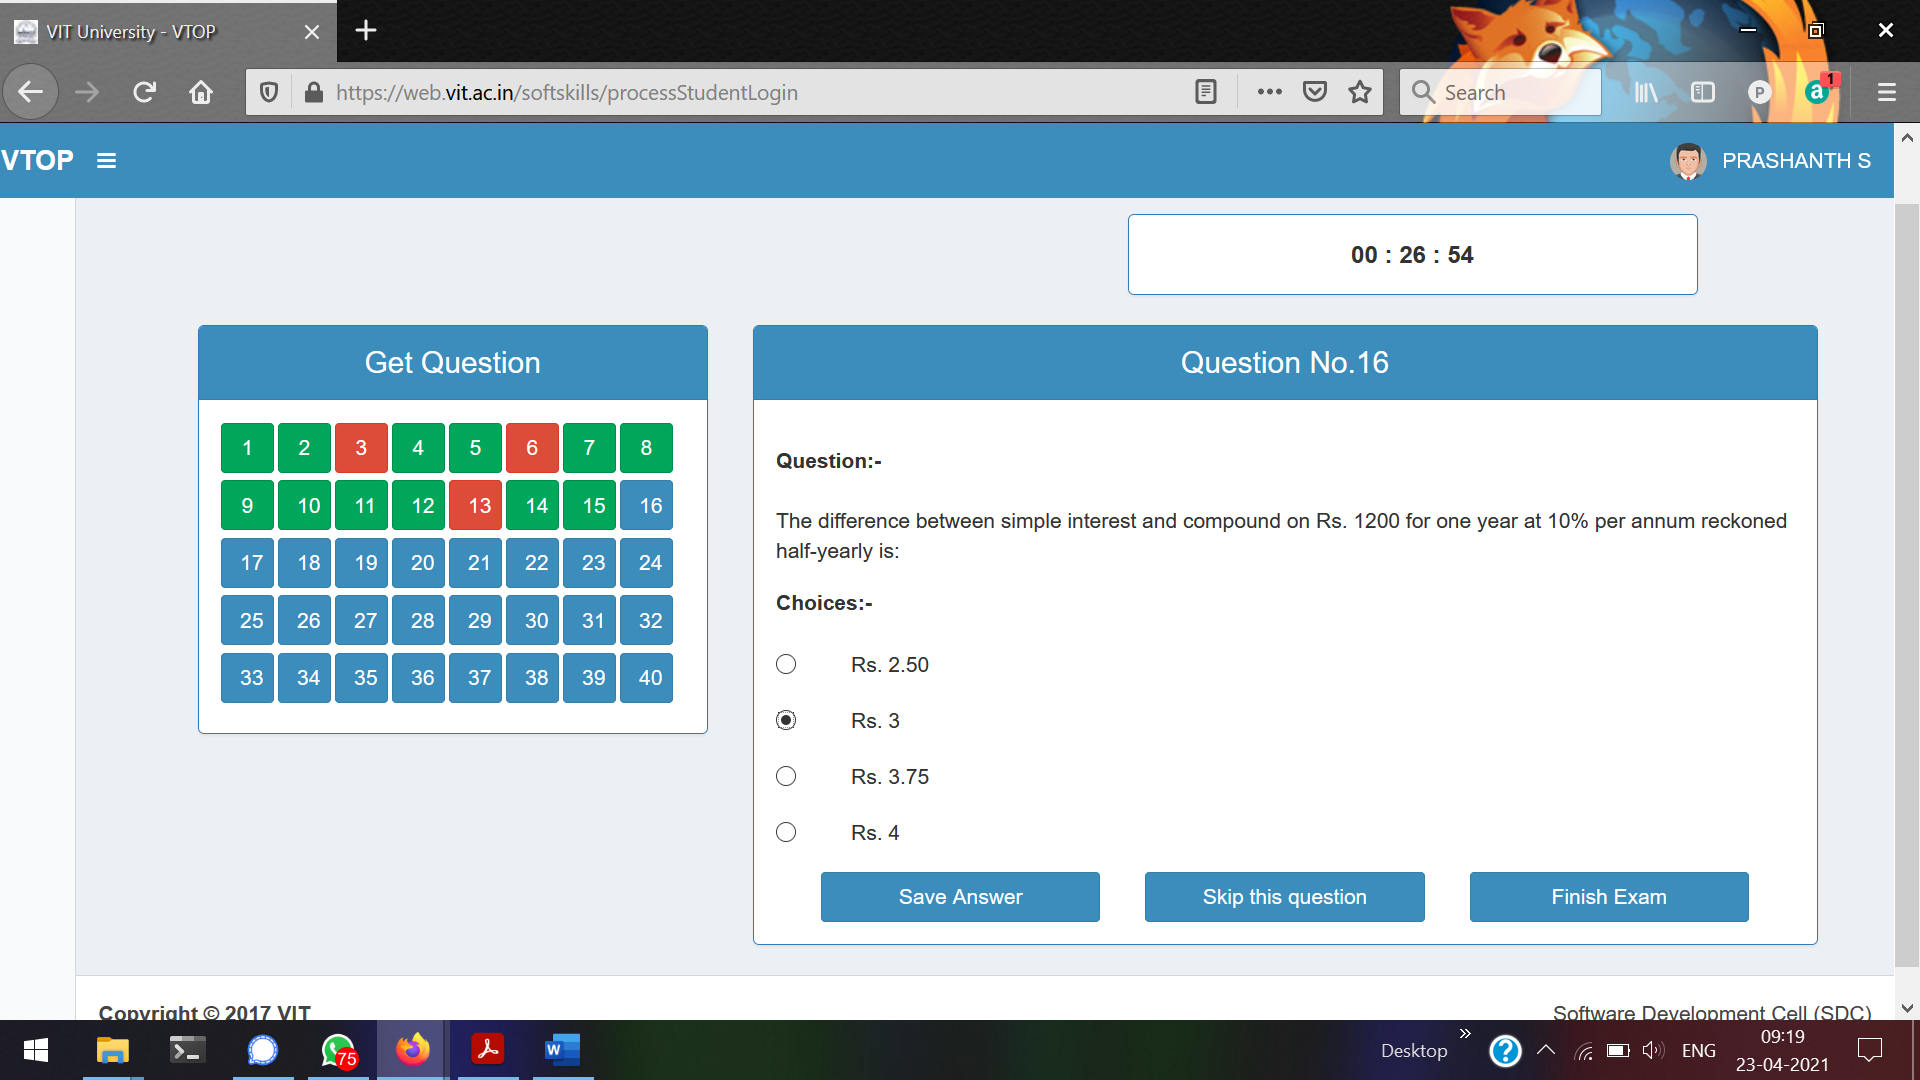 VIT University - VTOP
https://web.vit.ac.in/softskills/processStudentLogin
Search
P
a
1
VTOP
PRASHANTH S
00 : 26 : 54
Get Question
1 2 3 4 5 6 7 8
9 10 11 12 13 14 15 16
17 18 19 20 21 22 23 24
25 26 27 28 29 30 31 32
33 34 35 36 37 38 39 40
Question No.16
Question:-
The difference between simple interest and compound on Rs. 1200 for one year at 10% per annum reckoned
half-yearly is:
Choices:-
Rs. 2.50
Rs. 3
Rs. 3.75
Rs. 4
Save Answer Skip this question Finish Exam
Copyright © 2017 VIT
Software Development Cell (SDC)
75
W
Desktop
ENG
09:19
23-04-2021